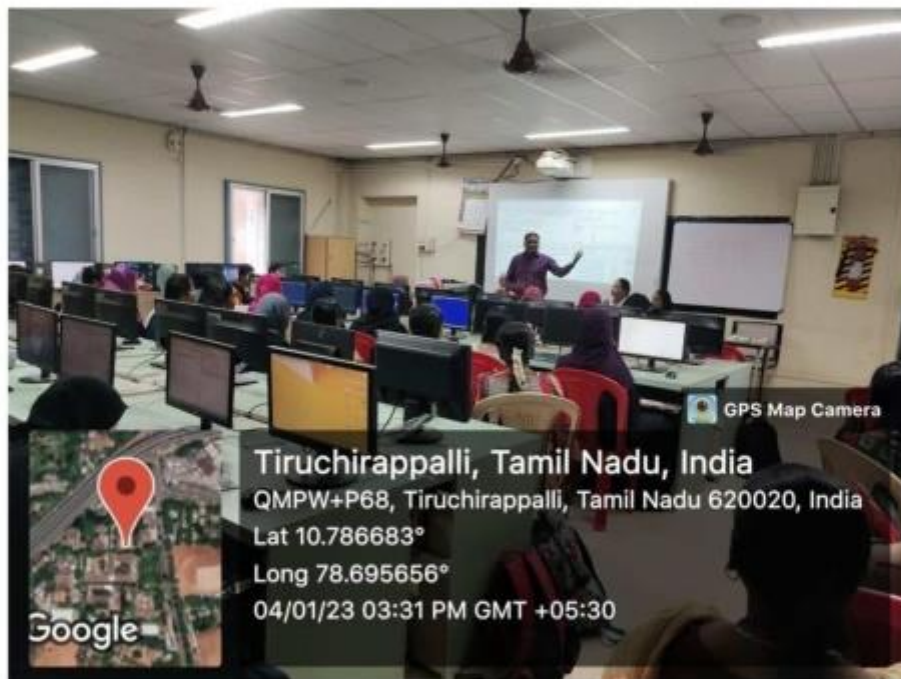 GPS Map Camera
Tiruchirappalli, Tamil Nadu, India
QMPW+P68, Tiruchirappalli, Tamil Nadu 620020, India
Lat 10.786683°
Long 78.695656°
04/01/23 03:31 PM GMT +05:30
Google